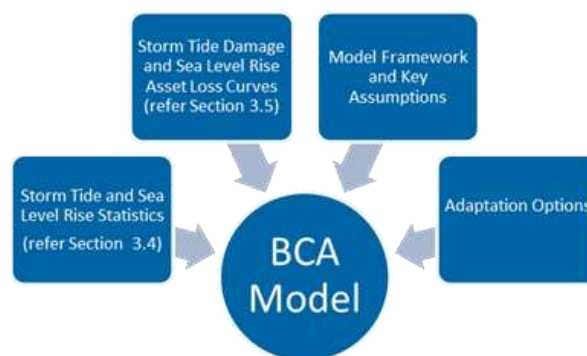 Storm Tide Damage
and Sea Level Rise
Asset Loss Curves
(refer Section 3.5)
Model Framework
and Key
Assumptions
Storm Tide and Sea
Level Rise Statistics
(refer Section 3.4)
Adaptation Options
BCA
Model